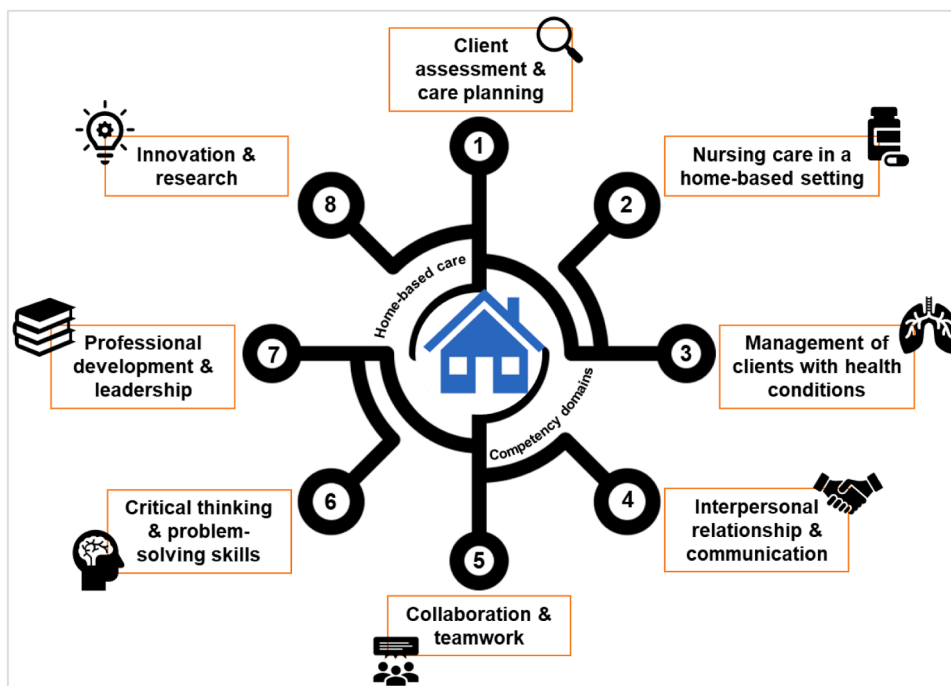 Client
assessment &
care planning
1
Nursing care in a
home-based setting
2
Management of
clients with health
conditions
3
Interpersonal
relationship &
communication
4
Collaboration &
teamwork
5
Critical thinking
& problem-
solving skills
6
Professional
development &
leadership
7
Innovation &
research
8
Home-based care
Competency domains